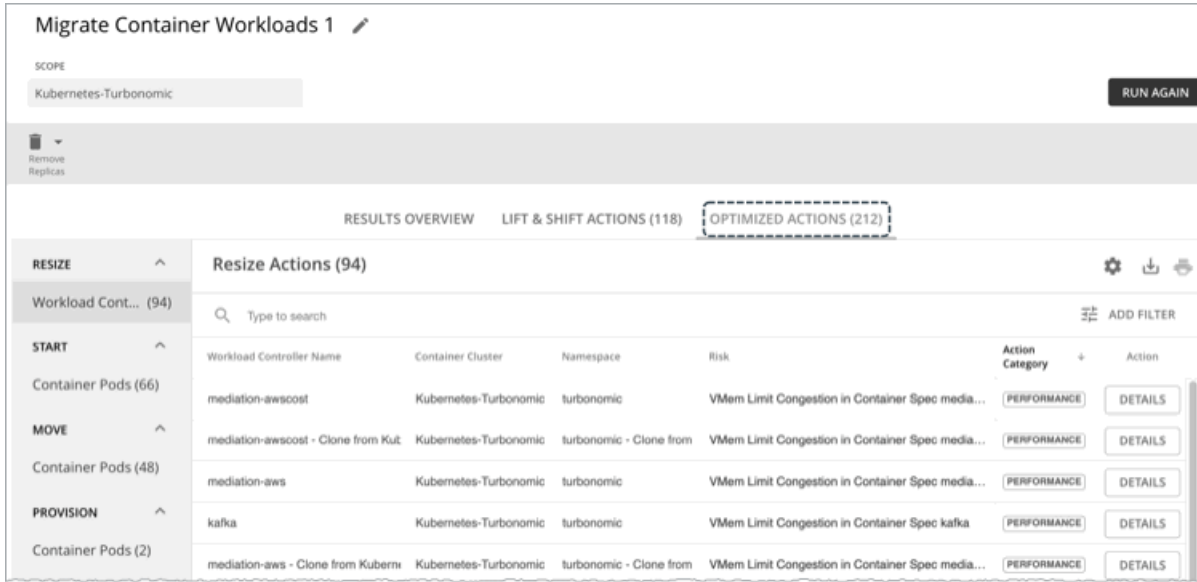 Migrate Container Workloads 1
SCOPE
Kubernetes-Turbonomic
RUN AGAIN
Remove
Replicas
RESULTS OVERVIEW LIFT & SHIFT ACTIONS (118) OPTIMIZED ACTIONS (212)
RESIZE
Workload Cont... (94)
START
Container Pods (66)
MOVE
Container Pods (48)
PROVISION
Container Pods (2)
Resize Actions (94)
Type to search
ADD FILTER
Workload Controller Name Container Cluster Namespace Risk Action Category Action
mediation-awscost Kubernetes-Turbonomic turbonomic VMem Limit Congestion in Container Spec media... PERFORMANCE DETAILS
mediation-awscost - Clone from Kub Kubernetes-Turbonomic turbonomic - Clone from VMem Limit Congestion in Container Spec media... PERFORMANCE DETAILS
mediation-aws Kubernetes-Turbonomic turbonomic VMem Limit Congestion in Container Spec media... PERFORMANCE DETAILS
kafka Kubernetes-Turbonomic turbonomic VMem Limit Congestion in Container Spec kafka PERFORMANCE DETAILS
mediation-aws - Clone from Kuberne Kubernetes-Turbonomic turbonomic - Clone from VMem Limit Congestion in Container Spec media... PERFORMANCE DETAILS